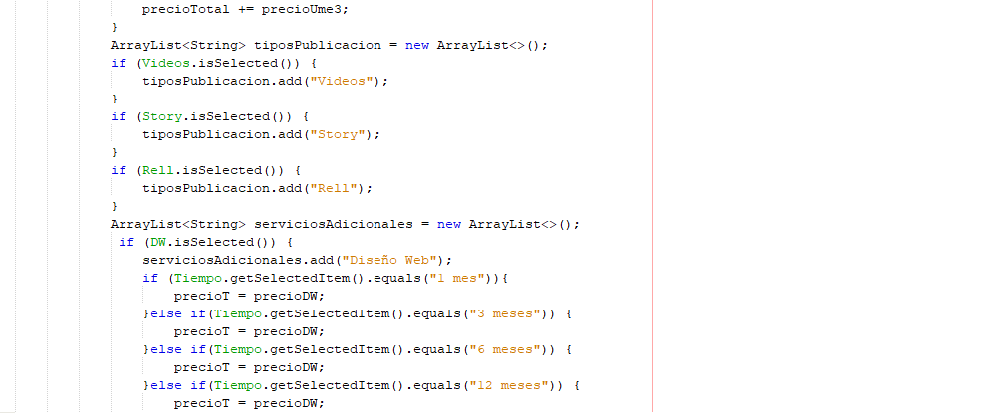 precioTotal += precioUme3;
}
ArrayList<String> tiposPublicacion = new ArrayList<>();
if (Videos.isSelected()) {
tiposPublicacion.add("Videos");
}
if (Story.isSelected()) {
tiposPublicacion.add("Story");
}
if (Rell.isSelected()) {
tiposPublicacion.add("Rell");
}
ArrayList<String> serviciosAdicionales = new ArrayList<>();
if (DW.isSelected()) {
serviciosAdicionales.add("Diseño Web");
if (Tiempo.getSelectedItem().equals("1 mes")){
precioT = precioDW;
}else if(Tiempo.getSelectedItem().equals("3 meses")) {
precioT = precioDW;
}else if(Tiempo.getSelectedItem().equals("6 meses")) {
precioT = precioDW;
}else if(Tiempo.getSelectedItem().equals("12 meses")) {
precioT = precioDW;